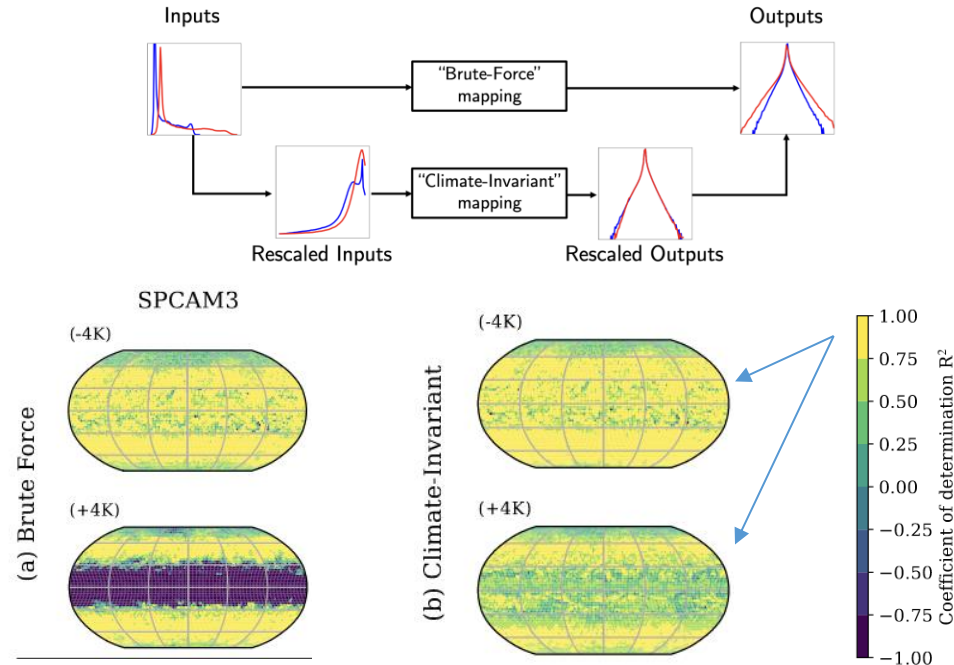 Inputs
Outputs
“Brute-Force”
mapping
“Climate-Invariant”
mapping
Rescaled Inputs
Rescaled Outputs
SPCAM3
(a) Brute Force
(-4K)
(+4K)
(b) Climate-Invariant
(-4K)
(+4K)
1.00
0.75
0.50
0.25
0.00
−0.25
−0.50
−0.75
−1.00
Coefficient of determination R²